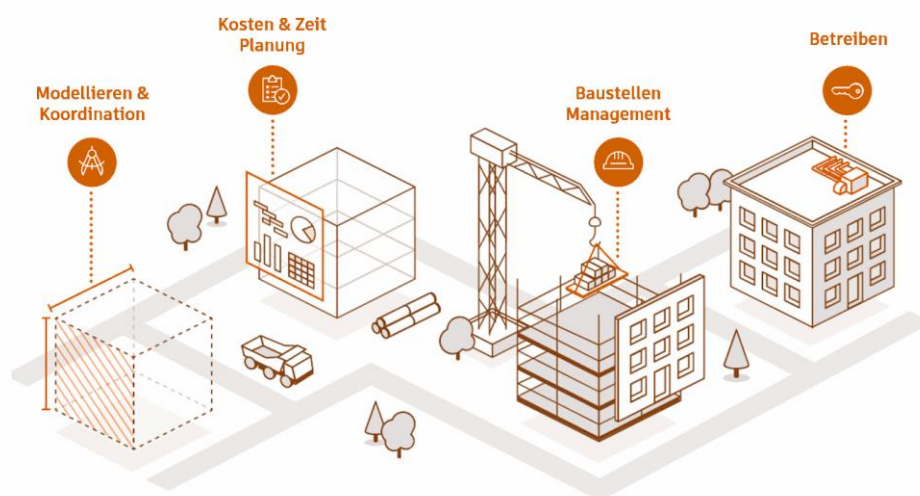 Modellieren &
Koordination
Kosten & Zeit
Planung
Baustellen
Management
Betreiben